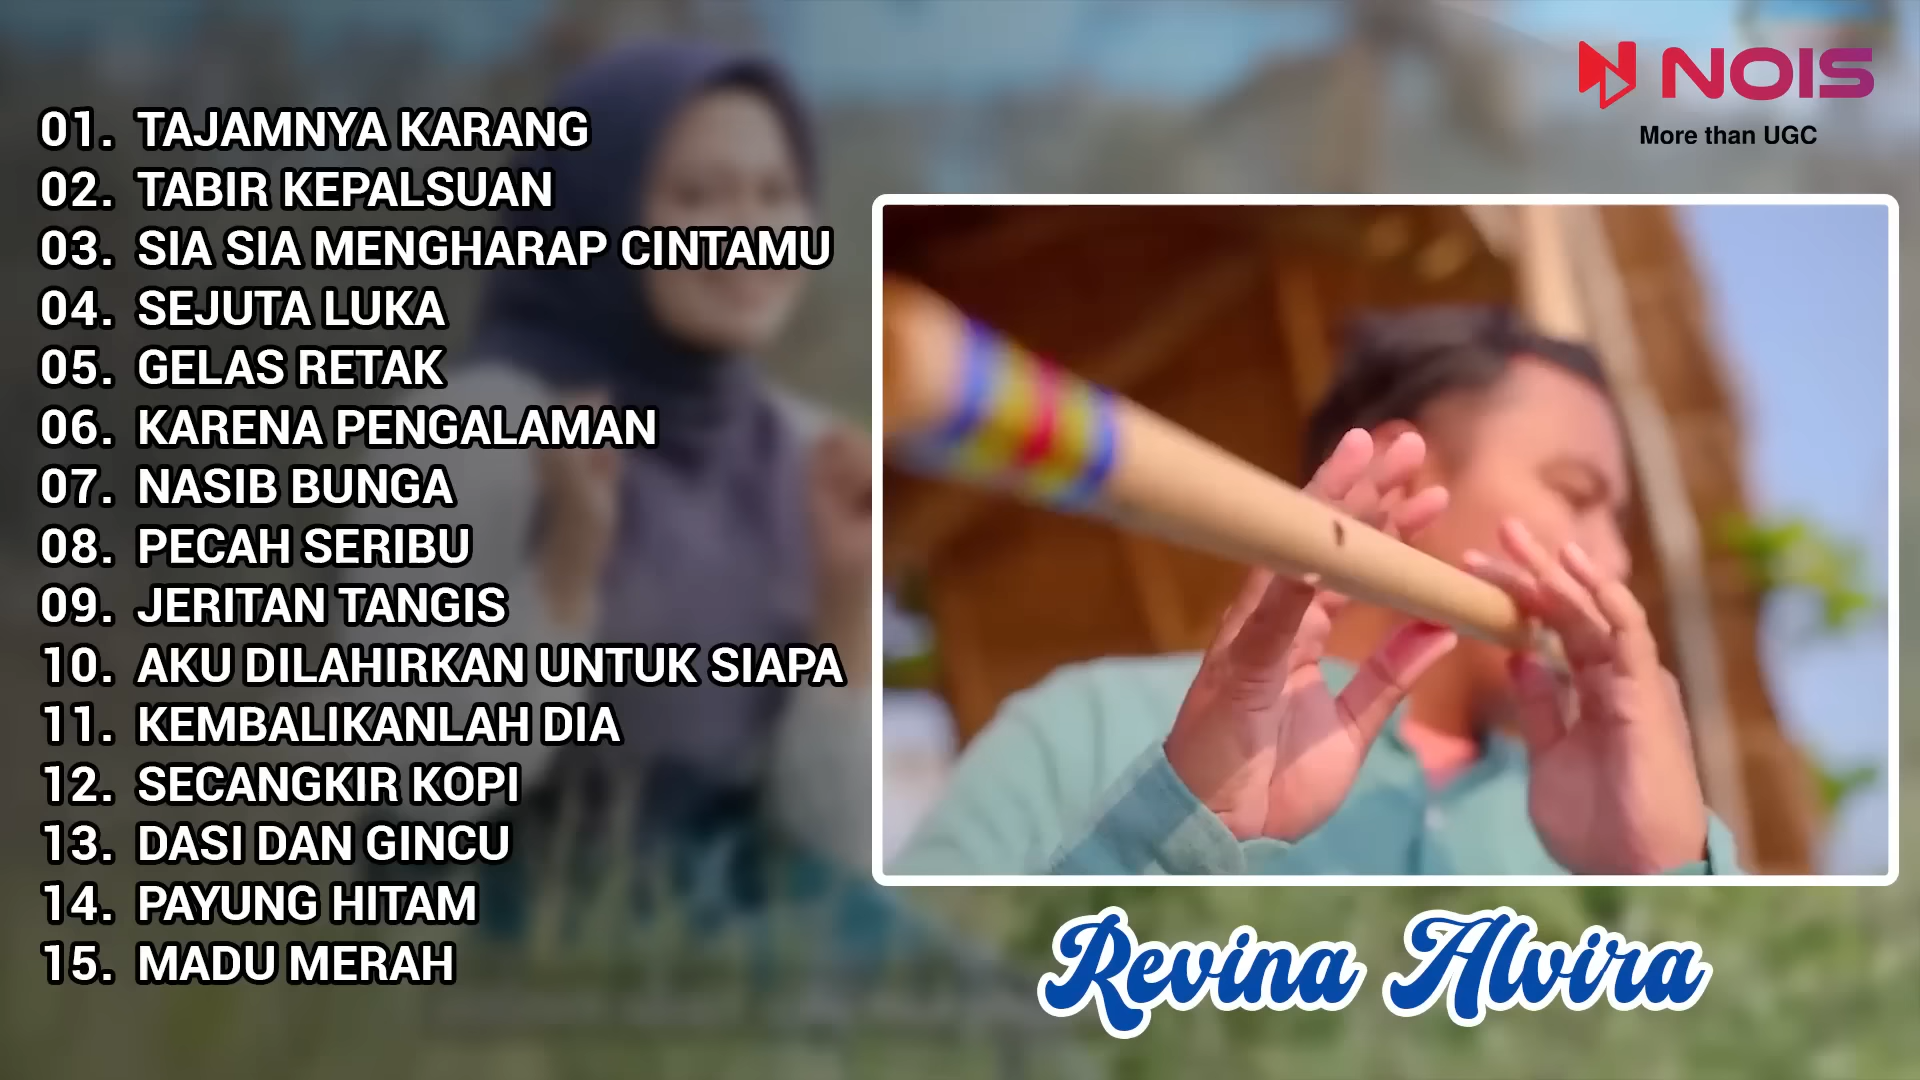 01. TAJAMNYA KARANG
02. TABIR KEPALSUAN
03. SIA SIA MENGHARAP CINTAMU
04. SEJUTA LUKA
05. GELAS RETAK
06. KARENA PENGALAMAN
07. NASIB BUNGA
08. PECAH SERIBU
09. JERITAN TANGIS
10. AKU DILAHIRKAN UNTUK SIAPA
11. KEMBALIKANLAH DIA
12. SECANGKIR KOPI
13. DASI DAN GINCU
14. PAYUNG HITAM
15. MADU MERAH
NOIS
More than UGC
Revina Alvira